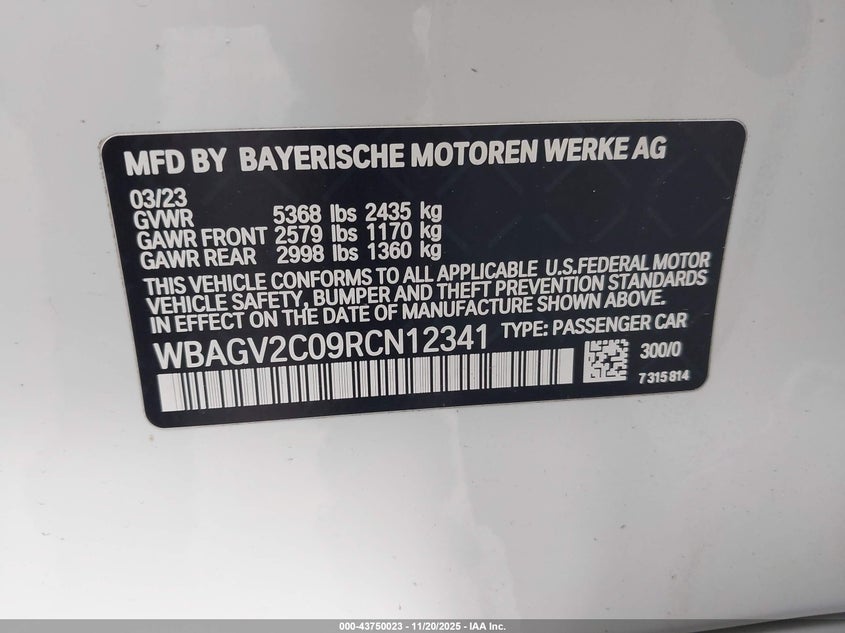 MFD BY BAYERISCHE MOTOREN WERKE AG
03/23
GVWR 5368 lbs 2435 kg
GAWR FRONT 2579 lbs 1170 kg
GAWR REAR 2998 lbs 1360 kg
THIS VEHICLE CONFORMS TO ALL APPLICABLE U.S.FEDERAL MOTOR
VEHICLE SAFETY, BUMPER AND THEFT PREVENTION STANDARDS
IN EFFECT ON THE DATE OF MANUFACTURE SHOWN ABOVE.
WBAGV2C09RCN12341 TYPE: PASSENGER CAR
300/0
7 315 814
000-43750023 - 11/20/2025 - IAA Inc.